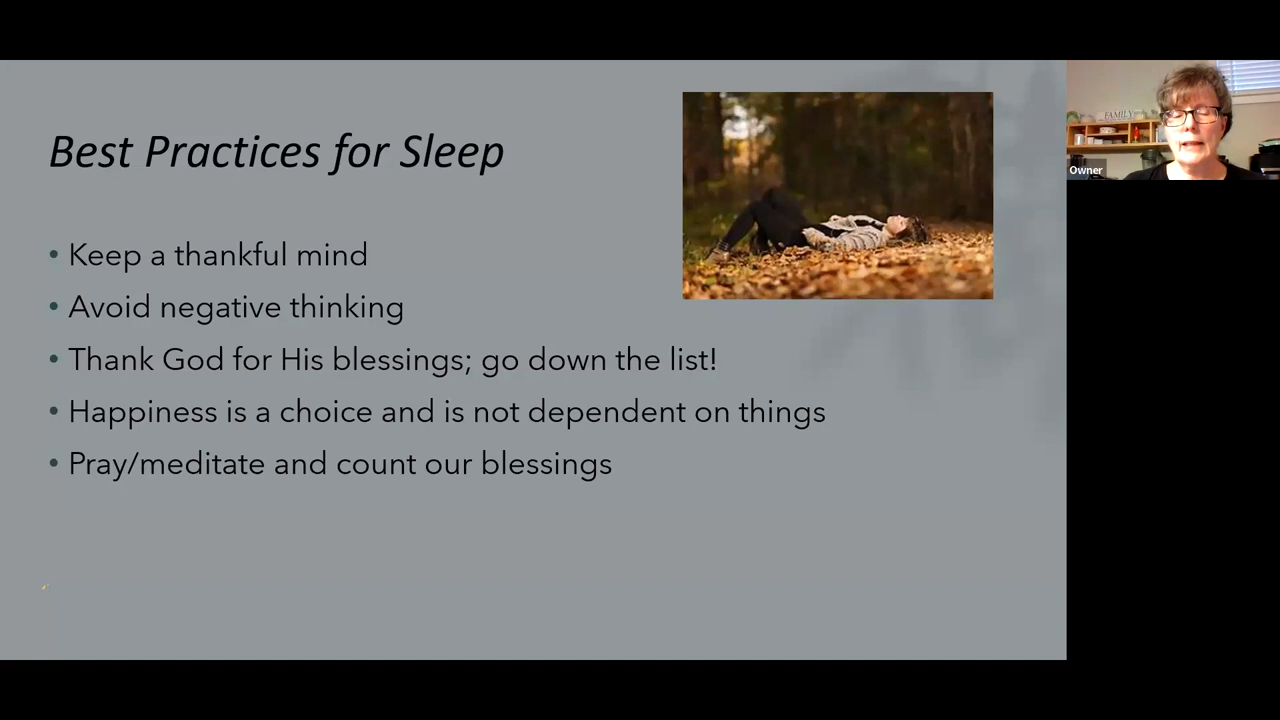 Best Practices for Sleep
• Keep a thankful mind
• Avoid negative thinking
• Thank God for His blessings; go down the list!
• Happiness is a choice and is not dependent on things
• Pray/meditate and count our blessings
FAMILY
Owner